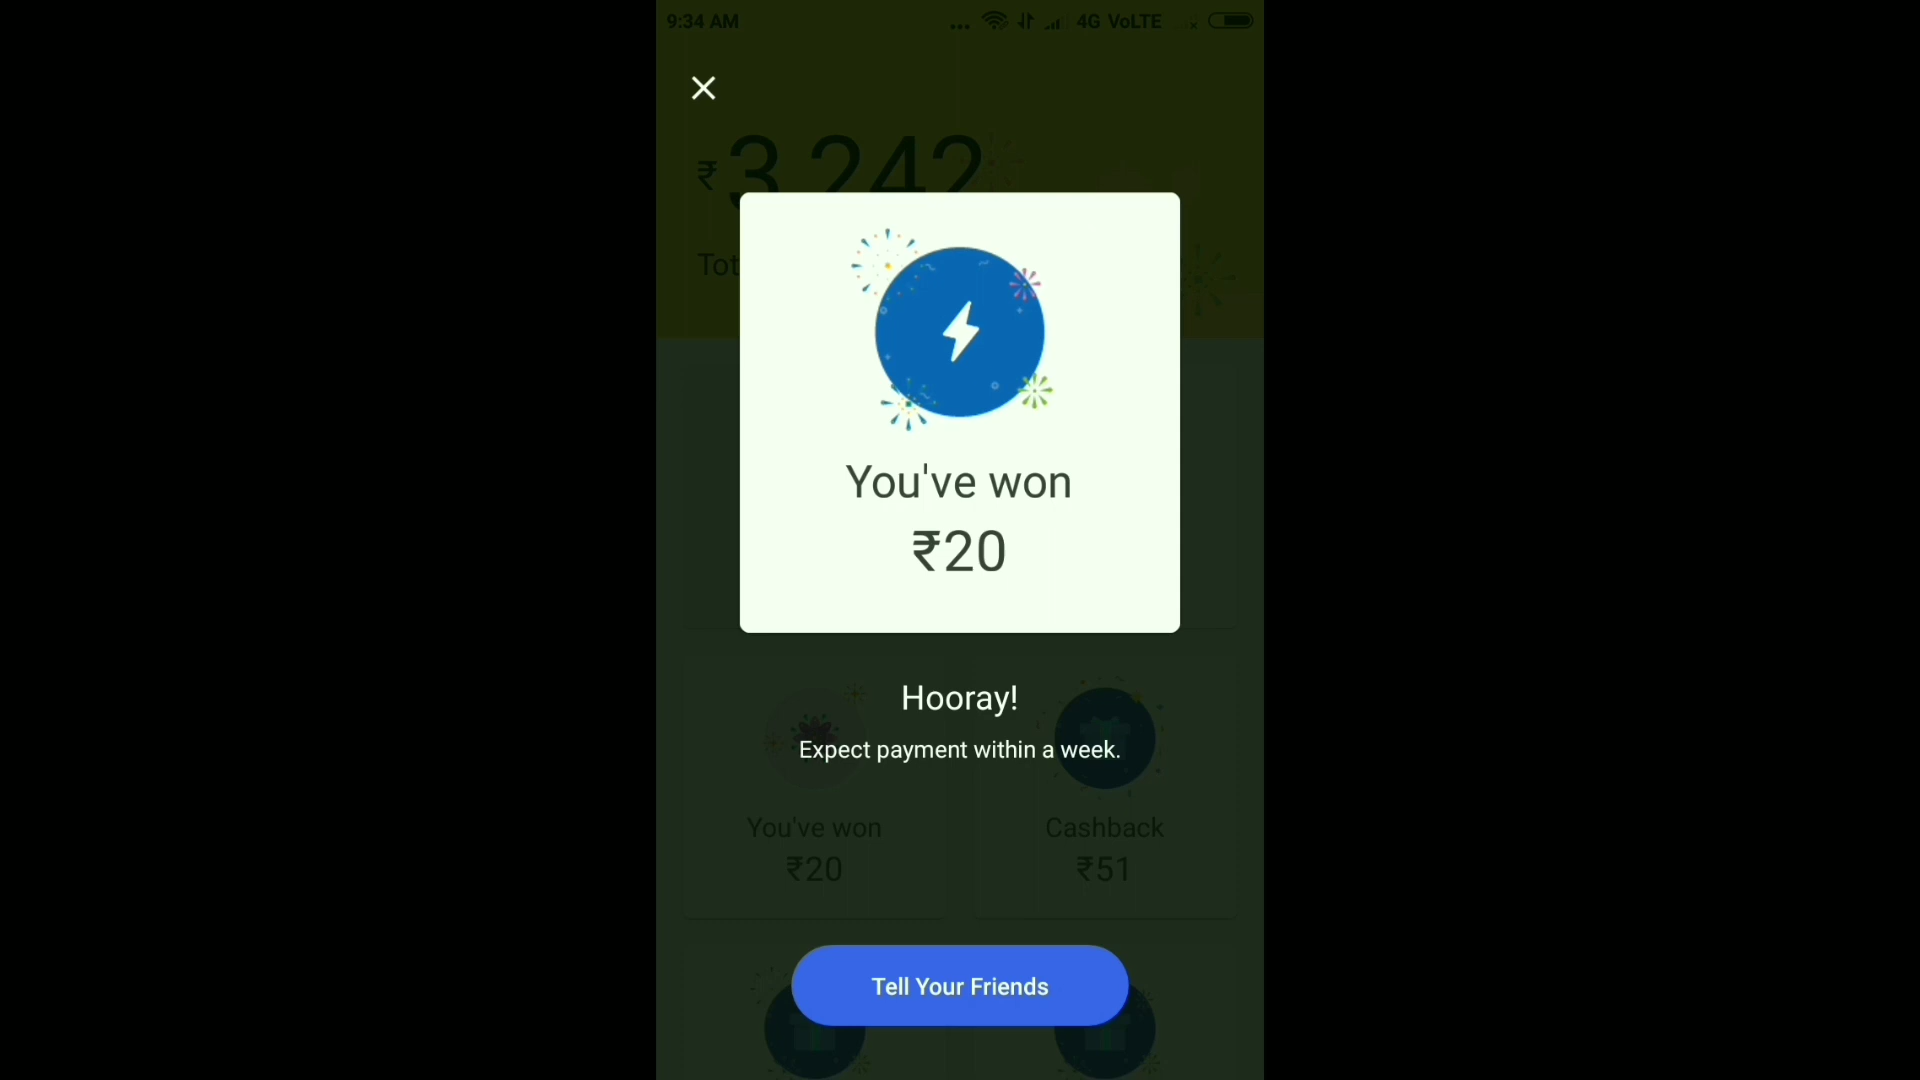 9:34 AM
4G VoLTE
₹3,242
Tot
You've won
₹20
Hooray!
Expect payment within a week.
You've won
₹20
Cashback
₹51
Tell Your Friends